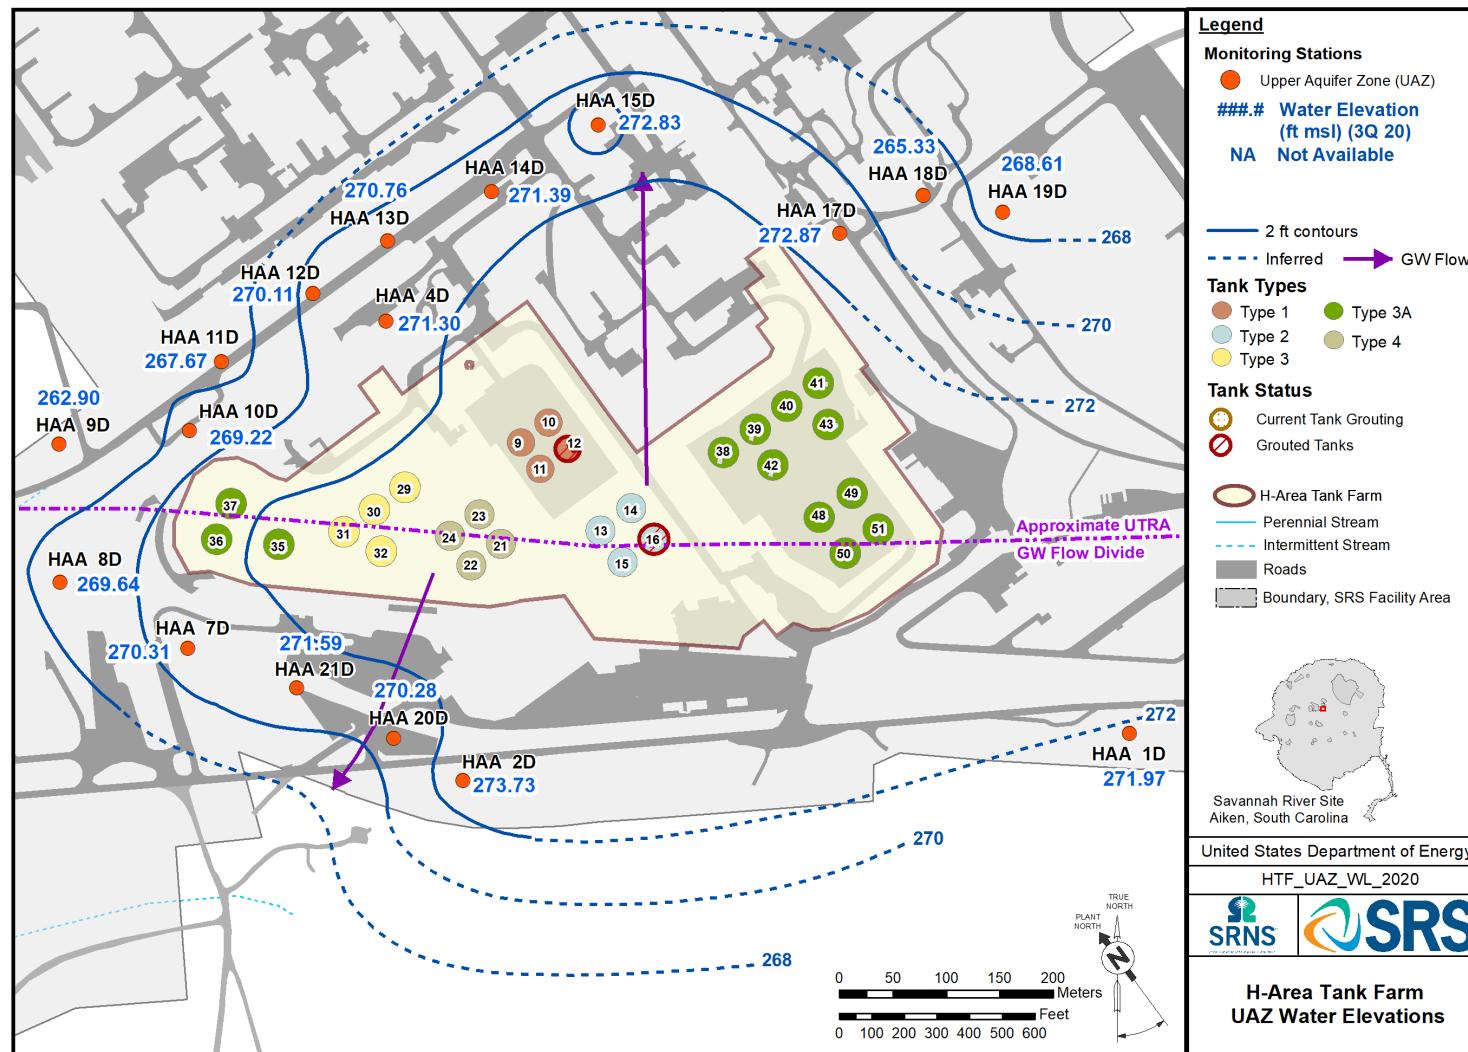 HAA 15D
272.83
HAA 14D
271.39
270.76
HAA 13D
265.33
HAA 18D
268.61
HAA 19D
HAA 17D
272.87
268
HAA 12D
270.11
HAA 4D
271.30
270
HAA 11D
267.67
262.90
HAA 9D
HAA 10D
269.22
272
41
40
43
39
38
42
10
9
12
11
49
48
51
50
29
30
31
32
37
36
35
23
24
21
22
14
13
16
15
Approximate UTRA
GW Flow Divide
HAA 8D
269.64
HAA 7D
270.31
271.59
HAA 21D
270.28
HAA 20D
HAA 2D
273.73
272
HAA 1D
271.97
270
268
TRUE
NORTH
PLANT
NORTH
N
0 50 100 150 200
Meters
Feet
0 100 200 300 400 500 600
Legend
Monitoring Stations
Upper Aquifer Zone (UAZ)
###.# Water Elevation
(ft msl) (3Q 20)
NA Not Available
2 ft contours
Inferred
GW Flow
Tank Types
Type 1
Type 3A
Type 2
Type 4
Type 3
Tank Status
Current Tank Grouting
Grouted Tanks
H-Area Tank Farm
Perennial Stream
Intermittent Stream
Roads
Boundary, SRS Facility Area
Savannah River Site
Aiken, South Carolina
United States Department of Energy
HTF_UAZ_WL_2020
SRNS
SRS
H-Area Tank Farm
UAZ Water Elevations